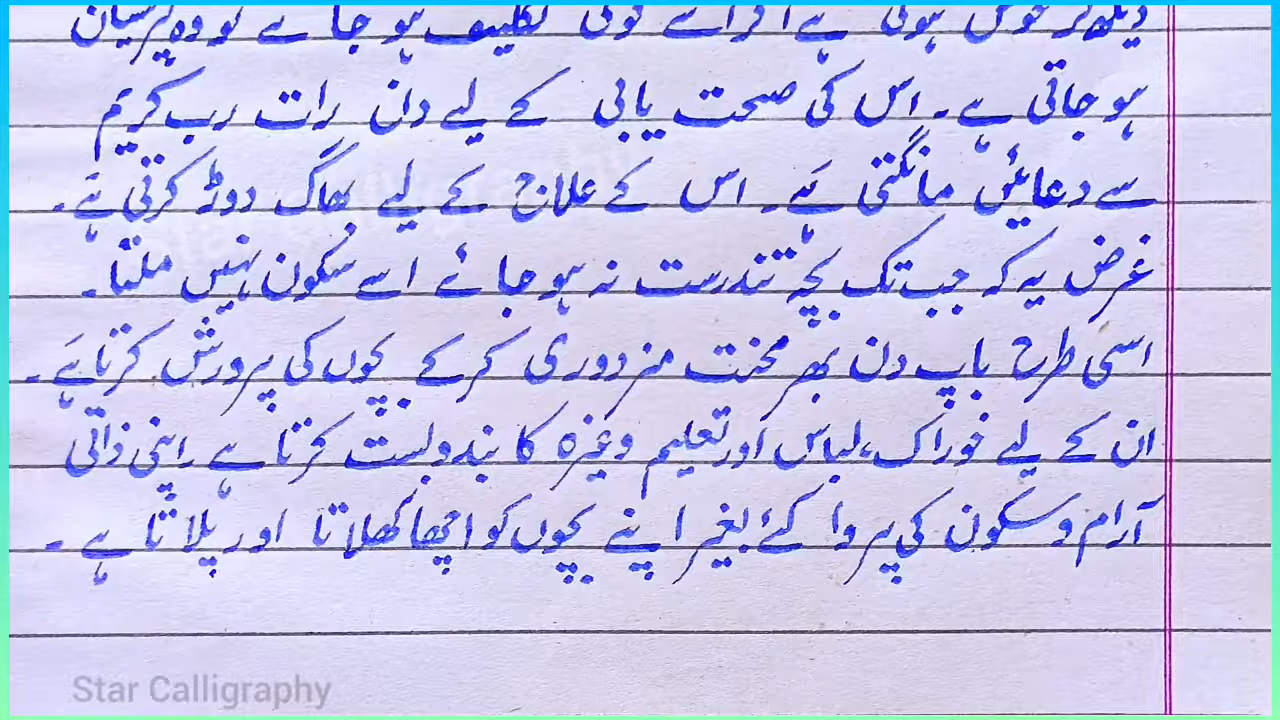 دیکھ کر خوش ہوتی ہے اگر اسے کوئی تکلیف ہو جائے تو وہ پریشان
ہو جاتی ہے۔ اس کی صحت یابی کے لیے دن رات رب کریم
سے دعائیں مانگتی ہے۔ اس کے علاج کے لیے بھاگ دوڑ کرتی ہے۔
غرض یہ کہ جب تک بچہ تندرست نہ ہو جائے اسے سکون نہیں ملتا۔
اسی طرح باپ دن بھر محنت مزدوری کر کے بچوں کی پرورش کرتا ہے۔
ان کے لیے خوراک، لباس اور تعلیم وغیرہ کا بندوبست کرتا ہے۔ اپنی ذاتی
آرام و سکون کی پروا کئے بغیر اپنے بچوں کو اچھا کھلاتا اور پلاتا ہے۔
Star Calligraphy